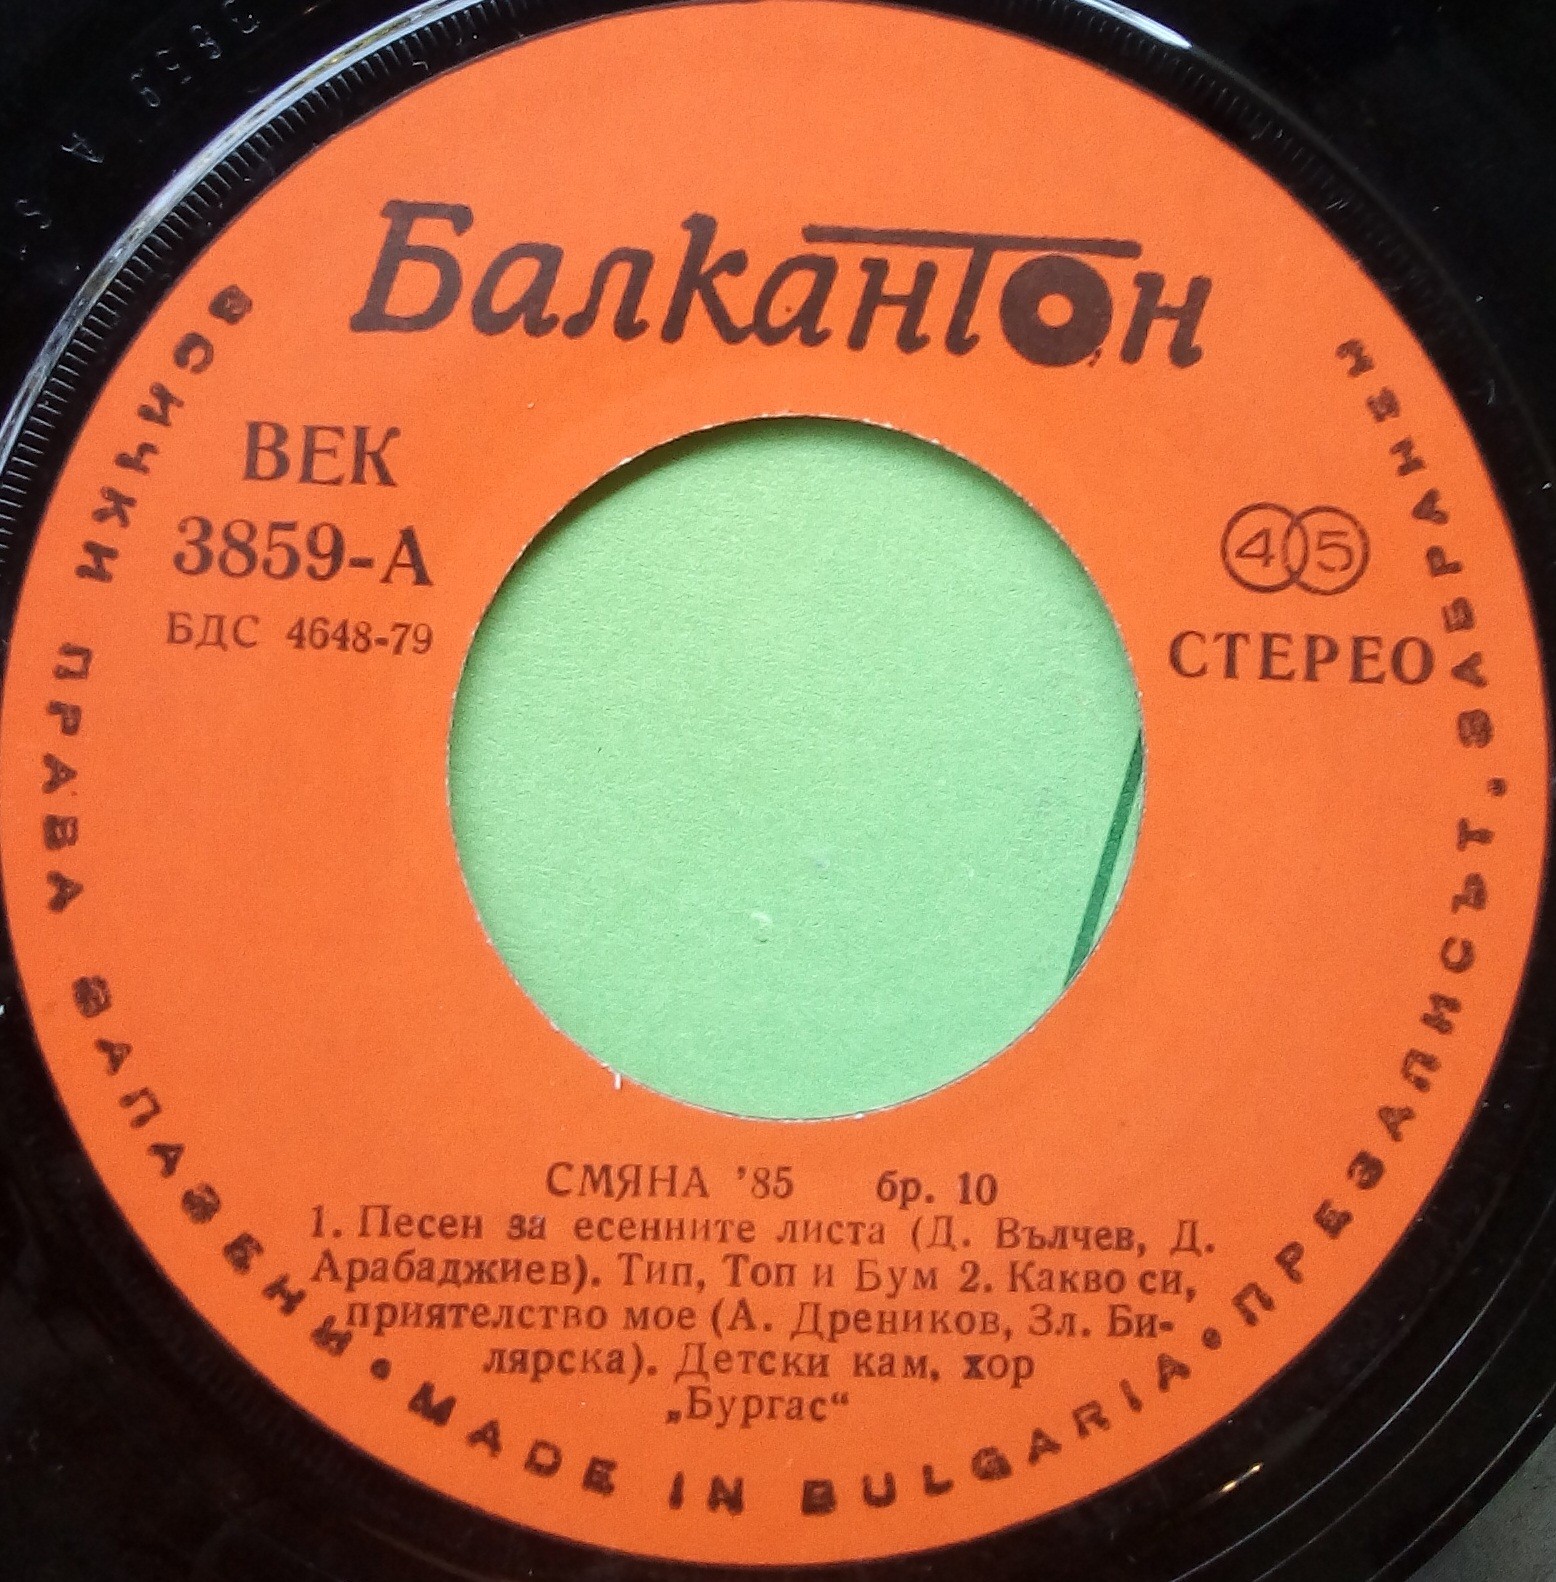 Балкантон
ВЕК
3859-А
БДС 4648-79
45
СТЕРЕО
СМЯНА '85 бр. 10
1. Песен за есенните листа (Д. Вълчев, Д.
Арабаджиев). Тип, Топ и Бум 2. Какво си,
приятелство мое (А. Дреников, Зл. Би-
лярска). Детски кам. хор
„Бургас“
ВСИЧКИ ПРАВА ЗАПАЗЕНИ • MADE IN BULGARIA • ПРЕЗАПИСЪТ • ЗАБРАНЕН